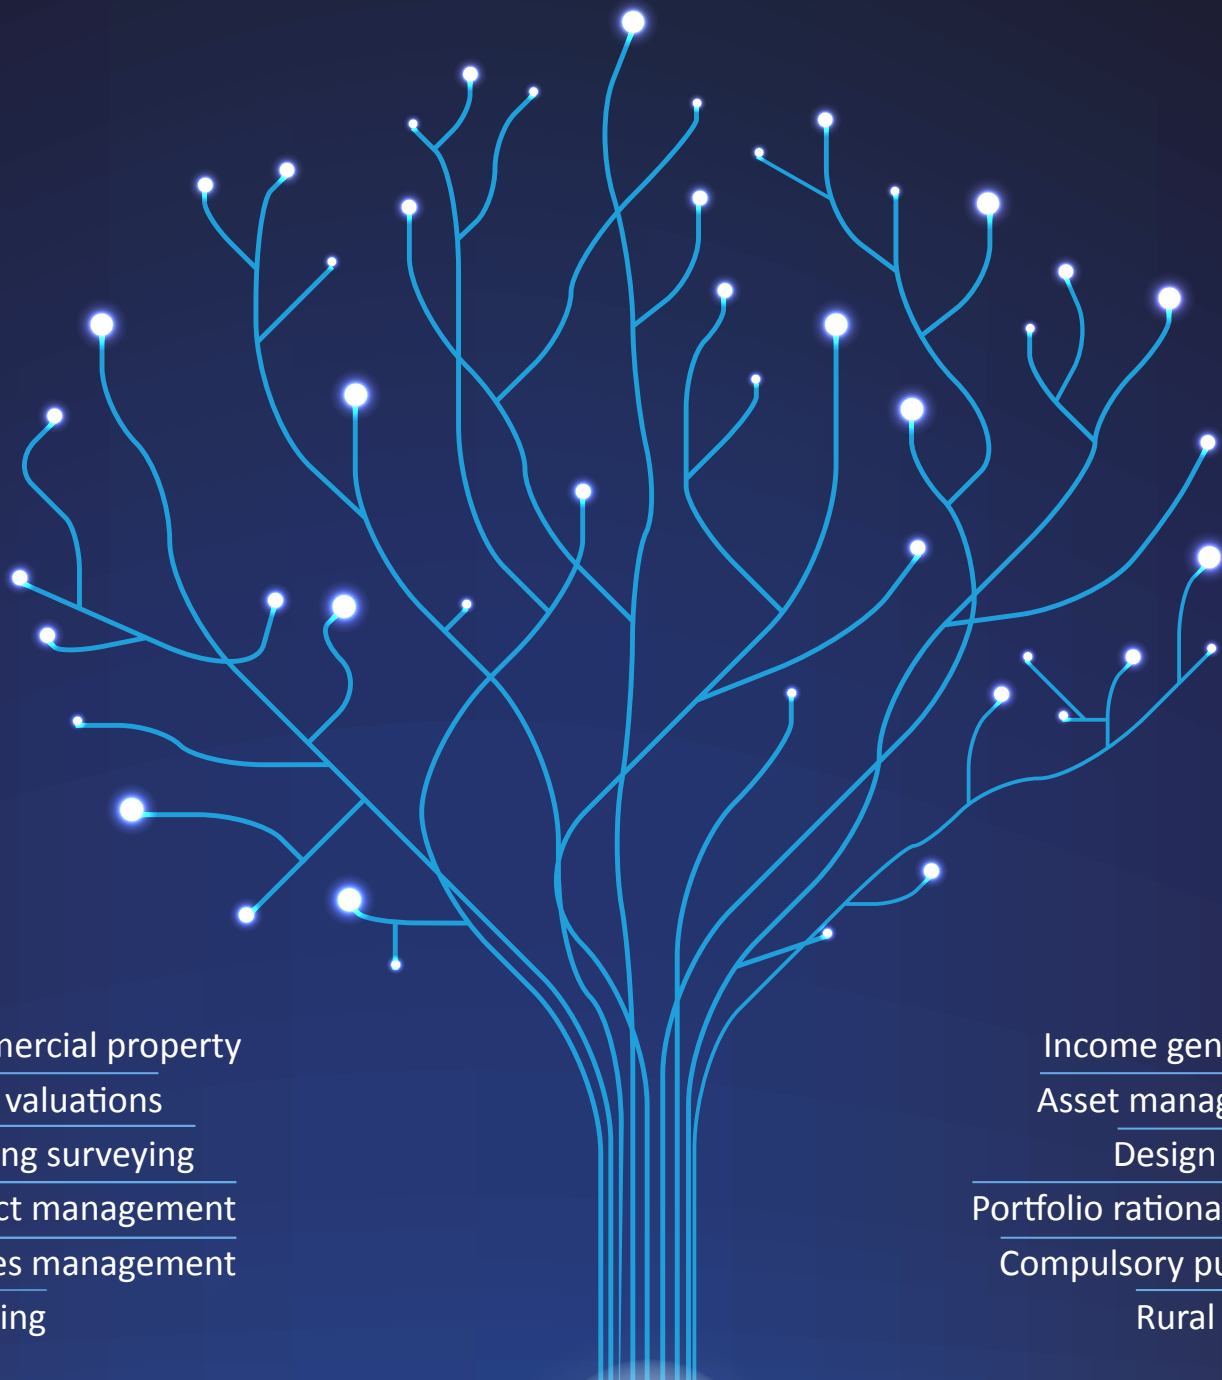 mercial property
valuations
ng surveying
ct management
es management
ing
Income gen
Asset manag
Design
Portfolio rationa
Compulsory pu
Rural